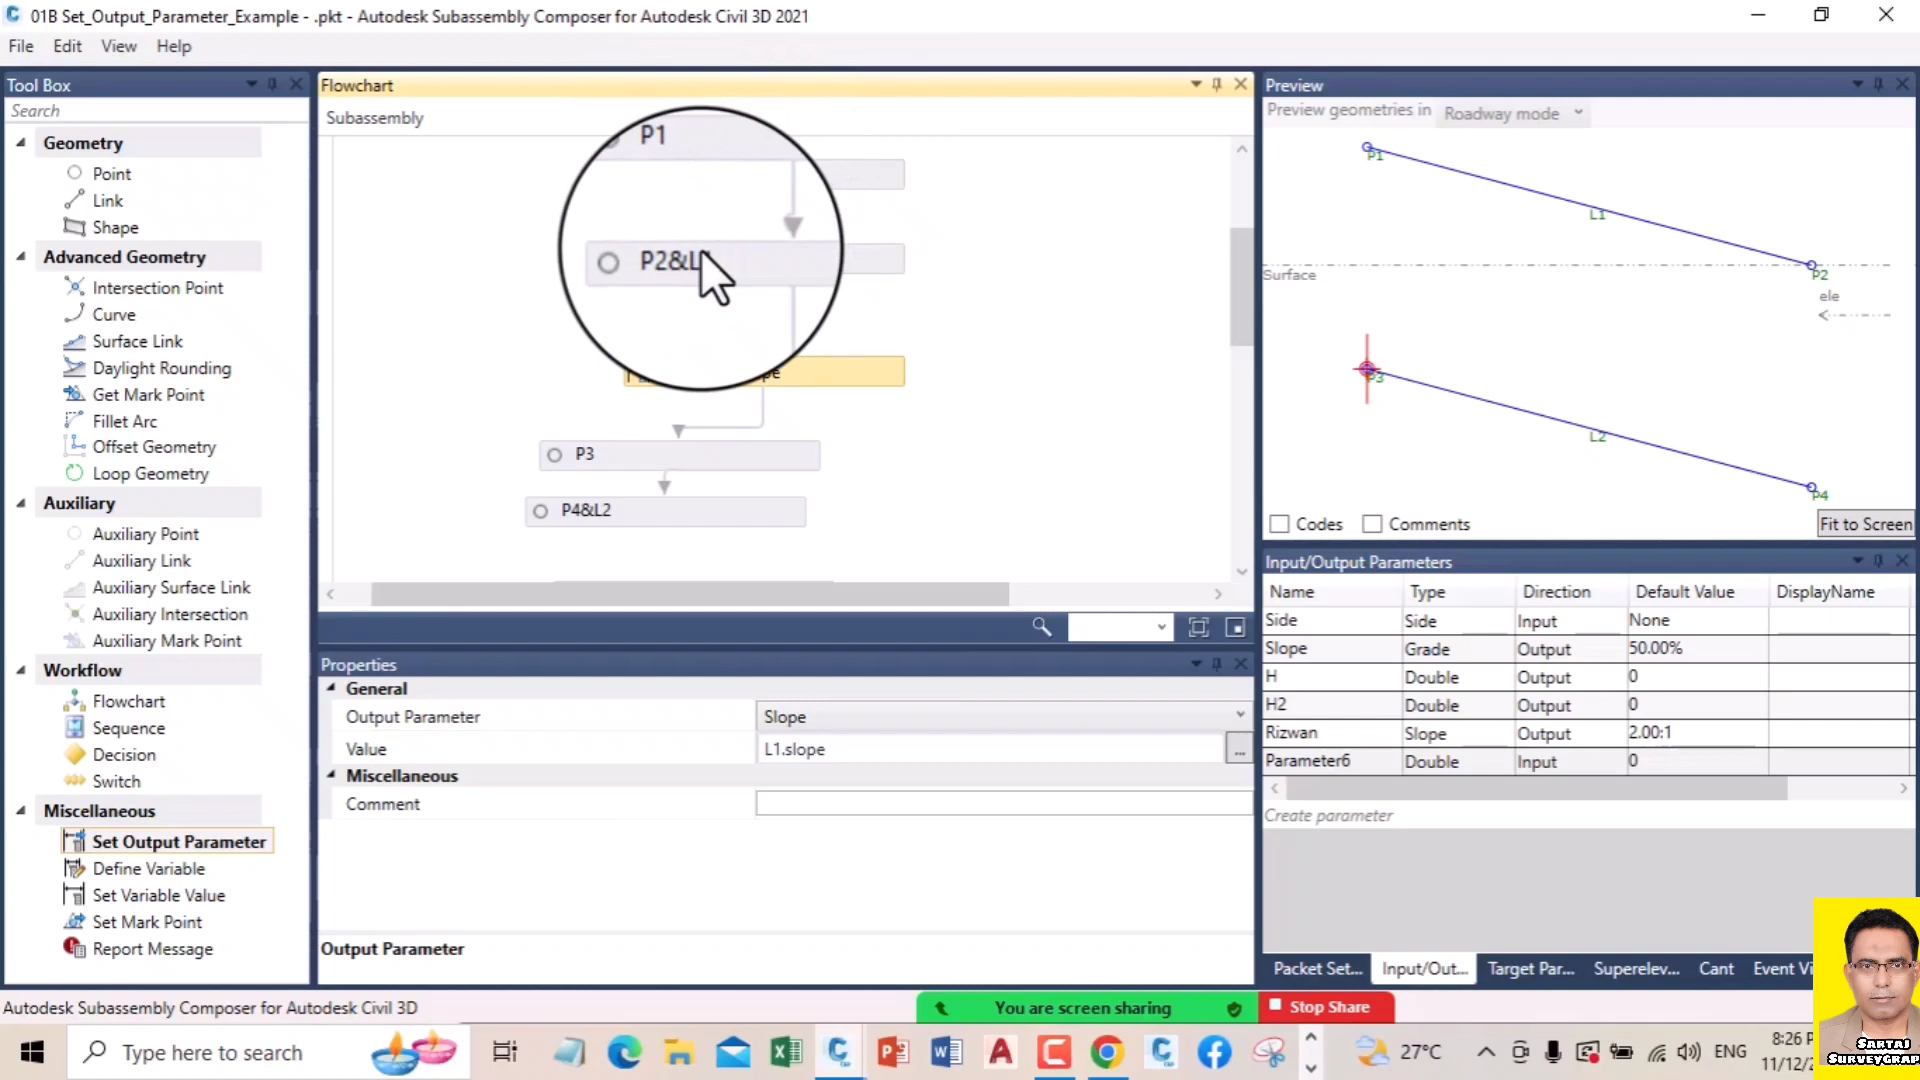 01B Set_Output_Parameter_Example - .pkt - Autodesk Subassembly Composer for Autodesk Civil 3D 2021
File Edit View Help
Tool Box
Search
Geometry
Point
Link
Shape
Advanced Geometry
Intersection Point
Curve
Surface Link
Daylight Rounding
Get Mark Point
Fillet Arc
Offset Geometry
Loop Geometry
Auxiliary
Auxiliary Point
Auxiliary Link
Auxiliary Surface Link
Auxiliary Intersection
Auxiliary Mark Point
Workflow
Flowchart
Sequence
Decision
Switch
Miscellaneous
Set Output Parameter
Define Variable
Set Variable Value
Set Mark Point
Report Message
Flowchart
Subassembly
P1
P2&L
P3
P4&L2
Properties
General
Output Parameter Slope
Value L1.slope ...
Miscellaneous
Comment
Output Parameter
Preview
Preview geometries in Roadway mode
P1
L1
P2
Surface
ele
P3
L2
P4
Codes Comments Fit to Screen
Input/Output Parameters
Name Type Direction Default Value DisplayName
Side Side Input None
Slope Grade Output 50.00%
H Double Output 0
H2 Double Output 0
Rizwan Slope Output 2.00:1
Parameter6 Double Input 0
Create parameter
Packet Set... Input/Out... Target Par... Superelev... Cant Event Vi
Autodesk Subassembly Composer for Autodesk Civil 3D
You are screen sharing Stop Share
Type here to search
27°C ENG
8:26 P
11/12/2
SARTAJ
SURVEYGRAP